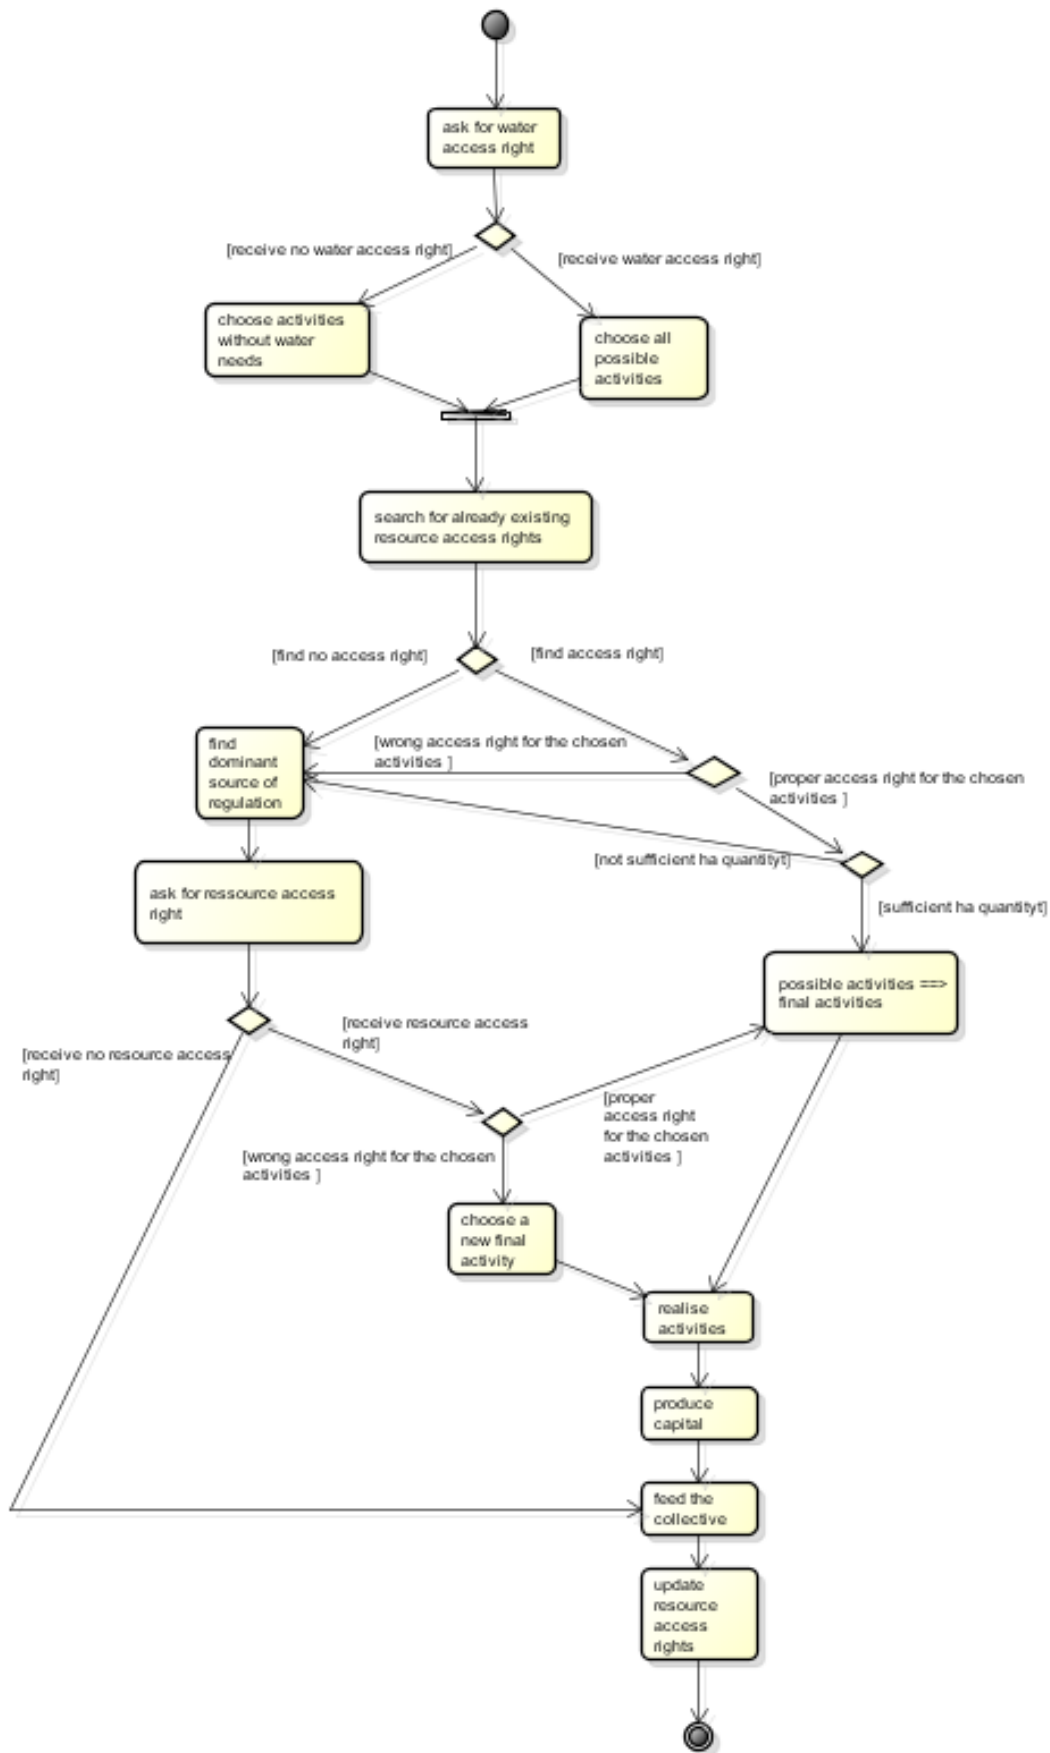 ask for water
access right
[receive no water access right]
[receive water access right]
choose activities
without water
needs
choose all
possible
activities
search for already existing
resource access rights
[find no access right]
[find access right]
find
dominant
source of
regulation
[wrong access right for the chosen
activities ]
[proper access right for the chosen
activities ]
[not sufficient ha quantityt]
[sufficient ha quantityt]
ask for ressource access
right
possible activities ==>
final activities
[receive no resource access
right]
[receive resource access
right]
[proper
access right
for the chosen
activities ]
[wrong access right for the chosen
activities ]
choose a
new final
activity
realise
activities
produce
capital
feed the
collective
update
resource
access
rights